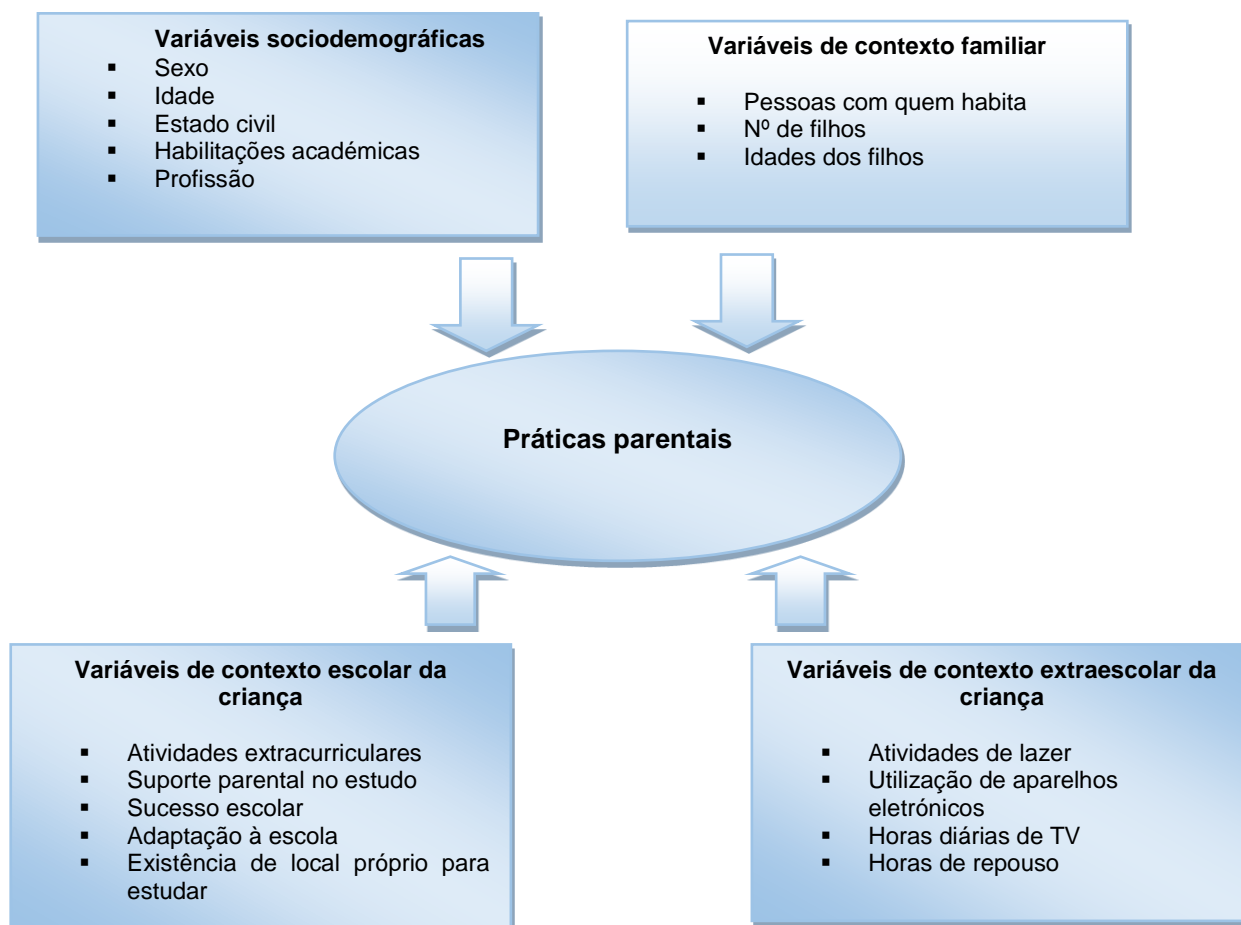 Variáveis sociodemográficas
▪ Sexo
▪ Idade
▪ Estado civil
▪ Habilitações académicas
▪ Profissão
Variáveis de contexto familiar
▪ Pessoas com quem habita
▪ Nº de filhos
▪ Idades dos filhos
Práticas parentais
Variáveis de contexto escolar da
criança
▪ Atividades extracurriculares
▪ Suporte parental no estudo
▪ Sucesso escolar
▪ Adaptação à escola
▪ Existência de local próprio para
estudar
Variáveis de contexto extraescolar da
criança
▪ Atividades de lazer
▪ Utilização de aparelhos
eletrónicos
▪ Horas diárias de TV
▪ Horas de repouso